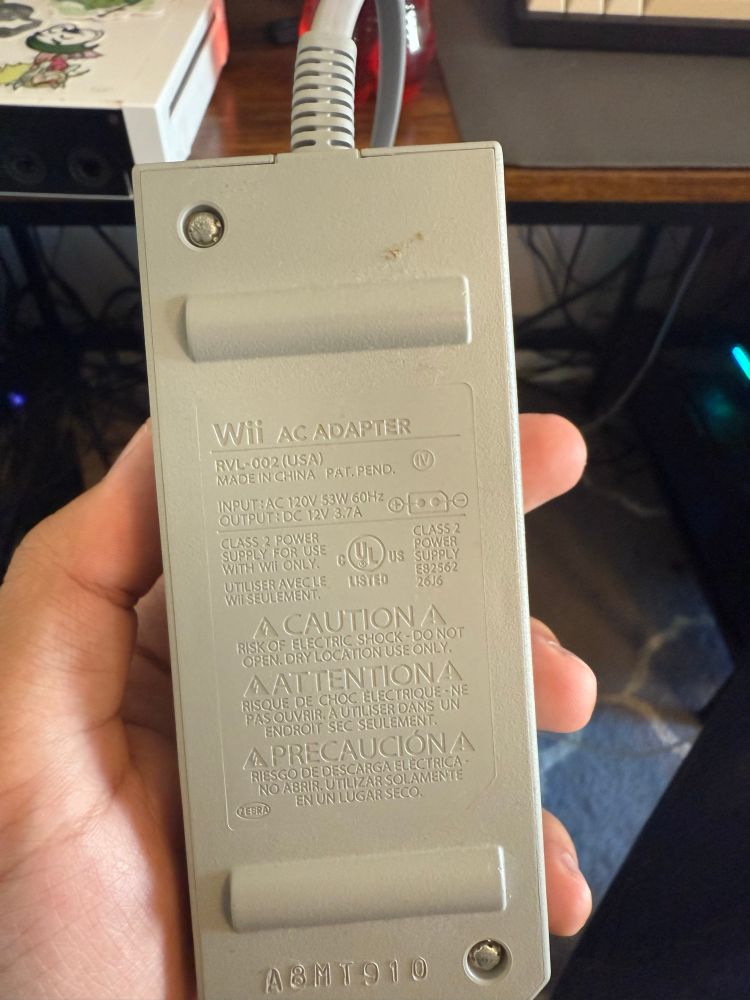 Wii AC ADAPTER
RVL-002 (USA)
MADE IN CHINA PAT. PEND.
IV
INPUT : AC 120V 53W 60Hz
OUTPUT : DC 12V 3.7A
CLASS 2 POWER
SUPPLY FOR USE
WITH Wii ONLY.
UTILISER AVEC LE
Wii SEULEMENT.
C UL US
LISTED
CLASS 2
POWER
SUPPLY
E82562
26J6
CAUTION
RISK OF ELECTRIC SHOCK - DO NOT
OPEN. DRY LOCATION USE ONLY.
ATTENTION
RISQUE DE CHOC ELECTRIQUE - NE
PAS OUVRIR. A UTILISER DANS UN
ENDROIT SEC SEULEMENT.
PRECAUCIÓN
RIESGO DE DESCARGA ELÉCTRICA -
NO ABRIR. UTILIZAR SOLAMENTE
EN UN LUGAR SECO.
A8MT910